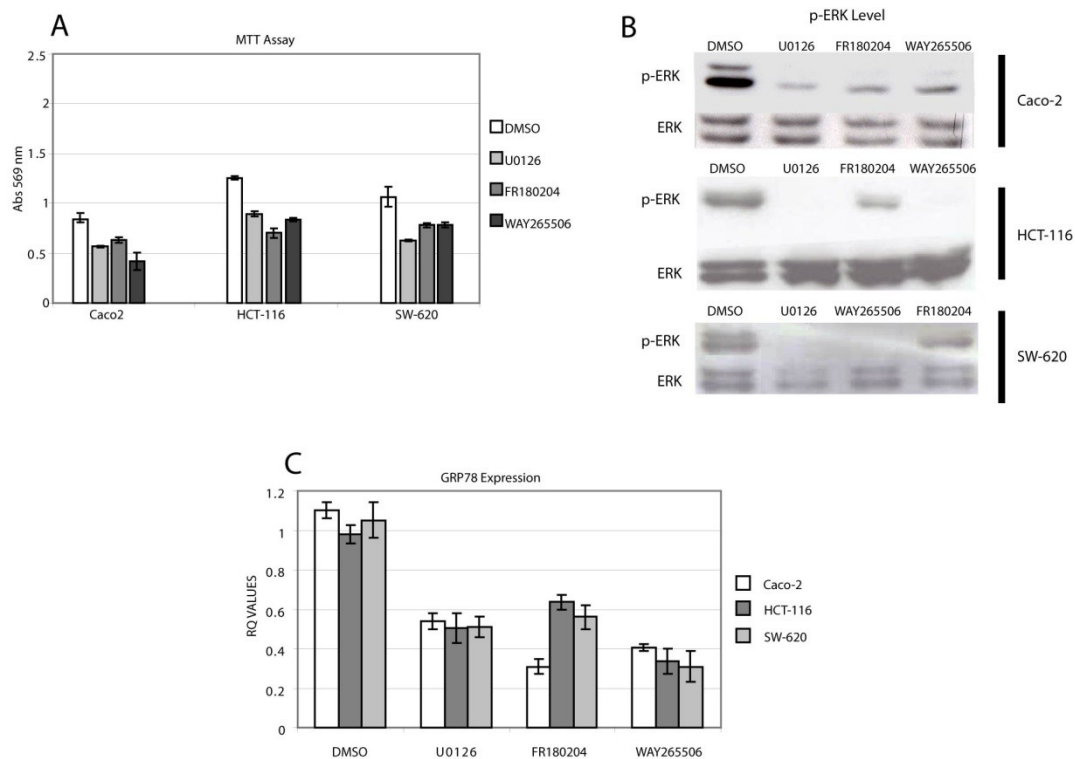 A
MTT Assay
Abs 569 nm
2.5
2
1.5
1
0.5
0
Caco2 HCT-116 SW-620
DMSO
U0126
FR180204
WAY265506
B
p-ERK Level
DMSO U0126 FR180204 WAY265506
p-ERK
ERK
Caco-2
DMSO U0126 FR180204 WAY265506
p-ERK
ERK
HCT-116
DMSO U0126 WAY265506 FR180204
p-ERK
ERK
SW-620
C
GRP78 Expression
RQ VALUES
1.2
1
0.8
0.6
0.4
0.2
0
DMSO U0126 FR180204 WAY265506
Caco-2
HCT-116
SW-620